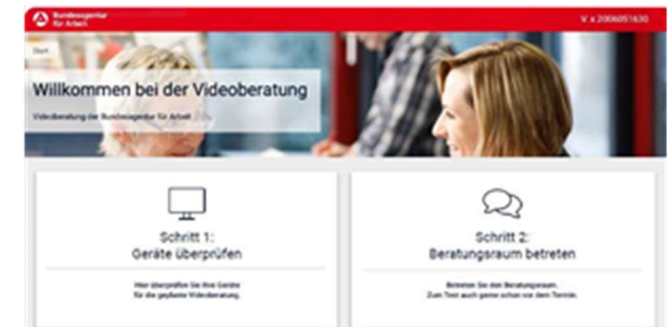 Bundesagentur
für Arbeit
V. x.2006051630
Start
Willkommen bei der Videoberatung
Videoberatung der Bundesagentur für Arbeit
Schritt 1:
Geräte überprüfen
Hier überprüfen Sie Ihre Geräte
für die geplante Videoberatung.
Schritt 2:
Beratungsraum betreten
Betreten Sie den Beratungsraum.
Zum Test auch gerne schon vor dem Termin.